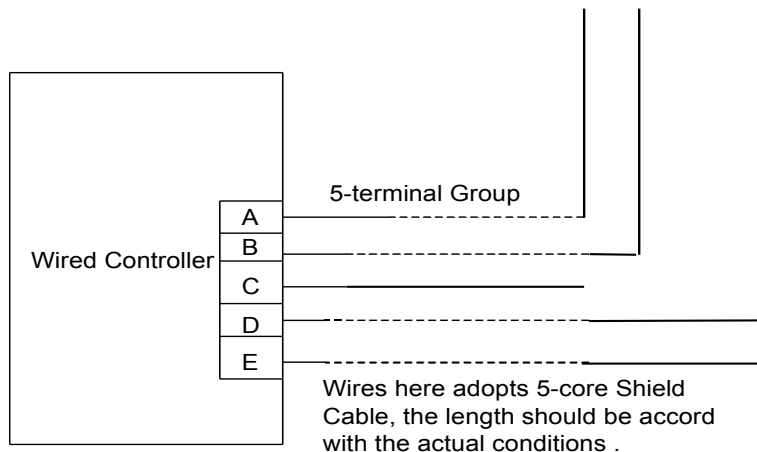 5-terminal Group
A
B
Wired Controller
C
D
E
Wires here adopts 5-core Shield
Cable, the length should be accord
with the actual conditions .